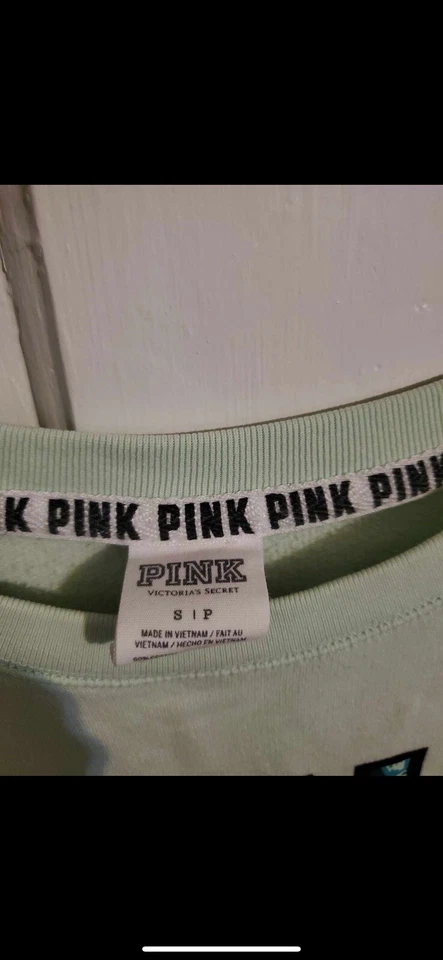 K PINK PINK PINK PINK
PINK
VICTORIA'S SECRET
S | P
MADE IN VIETNAM / FAIT AU
VIETNAM / HECHO EN VIETNAM